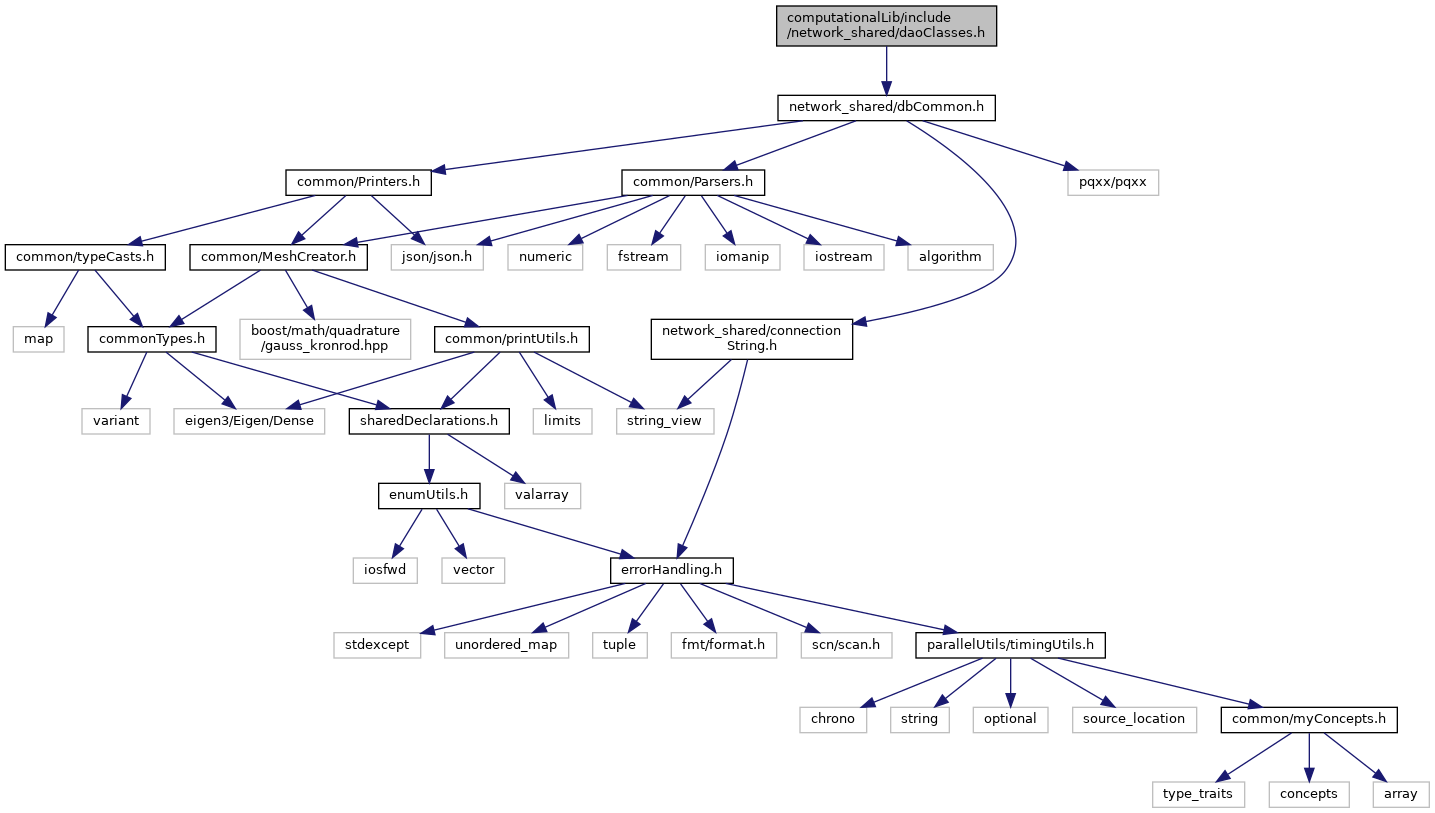 computationalLib/include
/network_shared/daoClasses.h
network_shared/dbCommon.h
common/Printers.h
common/Parsers.h
pqxx/pqxx
common/typeCasts.h
common/MeshCreator.h
json/json.h
numeric
fstream
iomanip
iostream
algorithm
map
commonTypes.h
boost/math/quadrature
/gauss_kronrod.hpp
common/printUtils.h
network_shared/connection
String.h
variant
eigen3/Eigen/Dense
sharedDeclarations.h
limits
string_view
enumUtils.h
valarray
iosfwd
vector
errorHandling.h
stdexcept
unordered_map
tuple
fmt/format.h
scn/scan.h
parallelUtils/timingUtils.h
chrono
string
optional
source_location
common/myConcepts.h
type_traits
concepts
array